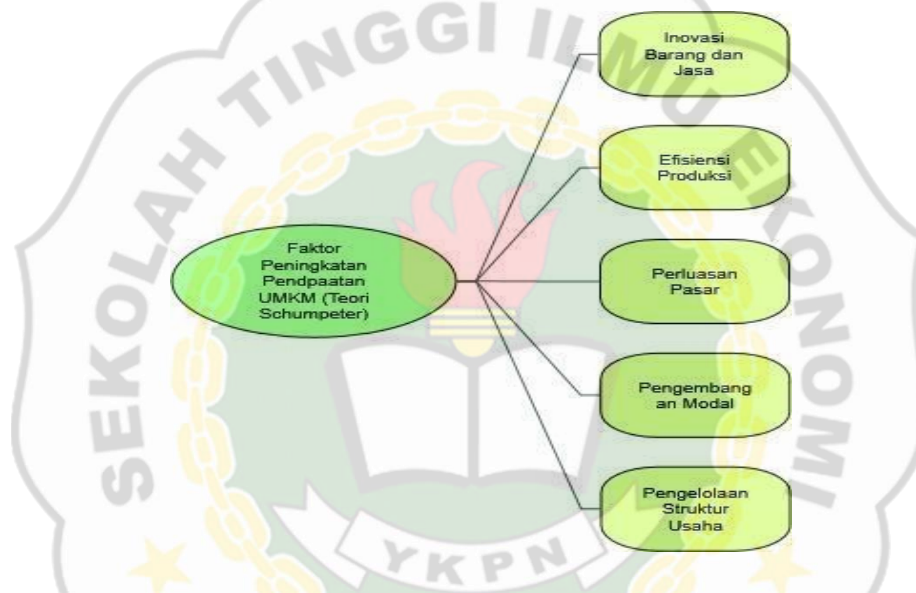 SEKOLAH TINGGI ILMU EKONOMI
Faktor
Peningkatan
Pendpaatan
UMKM (Teori
Schumpeter)
Inovasi
Barang dan
Jasa
Efisiensi
Produksi
Perluasan
Pasar
Pengembang
an Modal
Pengelolaan
Struktur
Usaha
YKPN